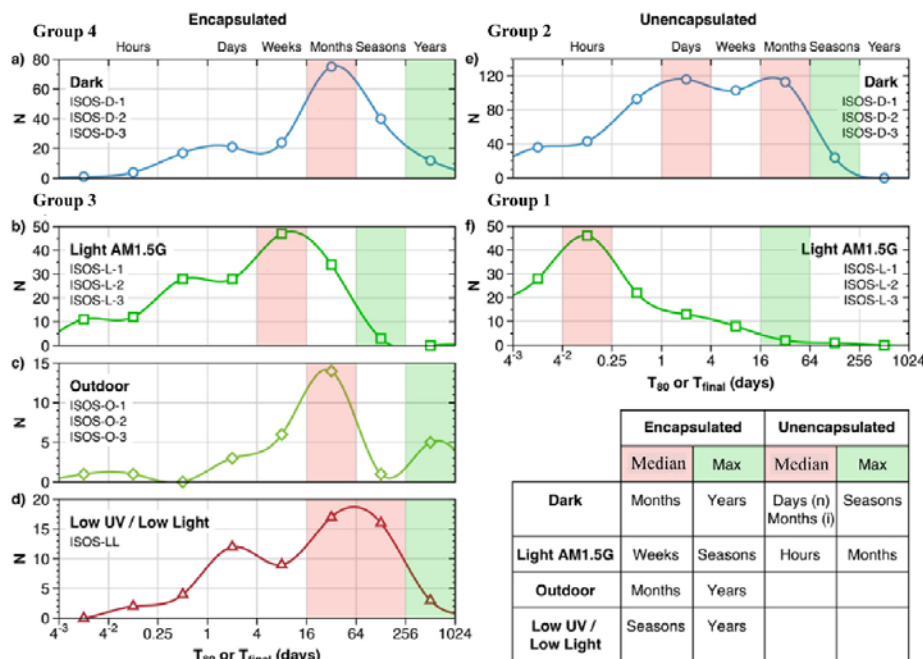 Encapsulated
Unencapsulated
Group 4
Hours Days Weeks Months Seasons Years
Group 2
Hours Days Weeks Months Seasons Years
a)
80
60
40
20
0
N
Dark
ISOS-D-1
ISOS-D-2
ISOS-D-3
e)
120
80
40
0
N
Dark
ISOS-D-1
ISOS-D-2
ISOS-D-3
Group 3
Group 1
b)
50
40
30
20
10
0
N
Light AM1.5G
ISOS-L-1
ISOS-L-2
ISOS-L-3
f)
50
40
30
20
10
0
N
Light AM1.5G
ISOS-L-1
ISOS-L-2
ISOS-L-3
4⁻³ 4⁻² 0.25 1 4 16 64 256 1024
T₈₀ or T_final (days)
c)
15
10
5
0
N
Outdoor
ISOS-O-1
ISOS-O-2
ISOS-O-3
d)
20
15
10
5
0
N
Low UV / Low Light
ISOS-LL
4⁻³ 4⁻² 0.25 1 4 16 64 256 1024
T₈₀ or T_final (days)
Encapsulated Unencapsulated
Median Max Median Max
Dark Months Years Days (n) Seasons
Months (i)
Light AM1.5G Weeks Seasons Hours Months
Outdoor Months Years
Low UV / Seasons Years
Low Light